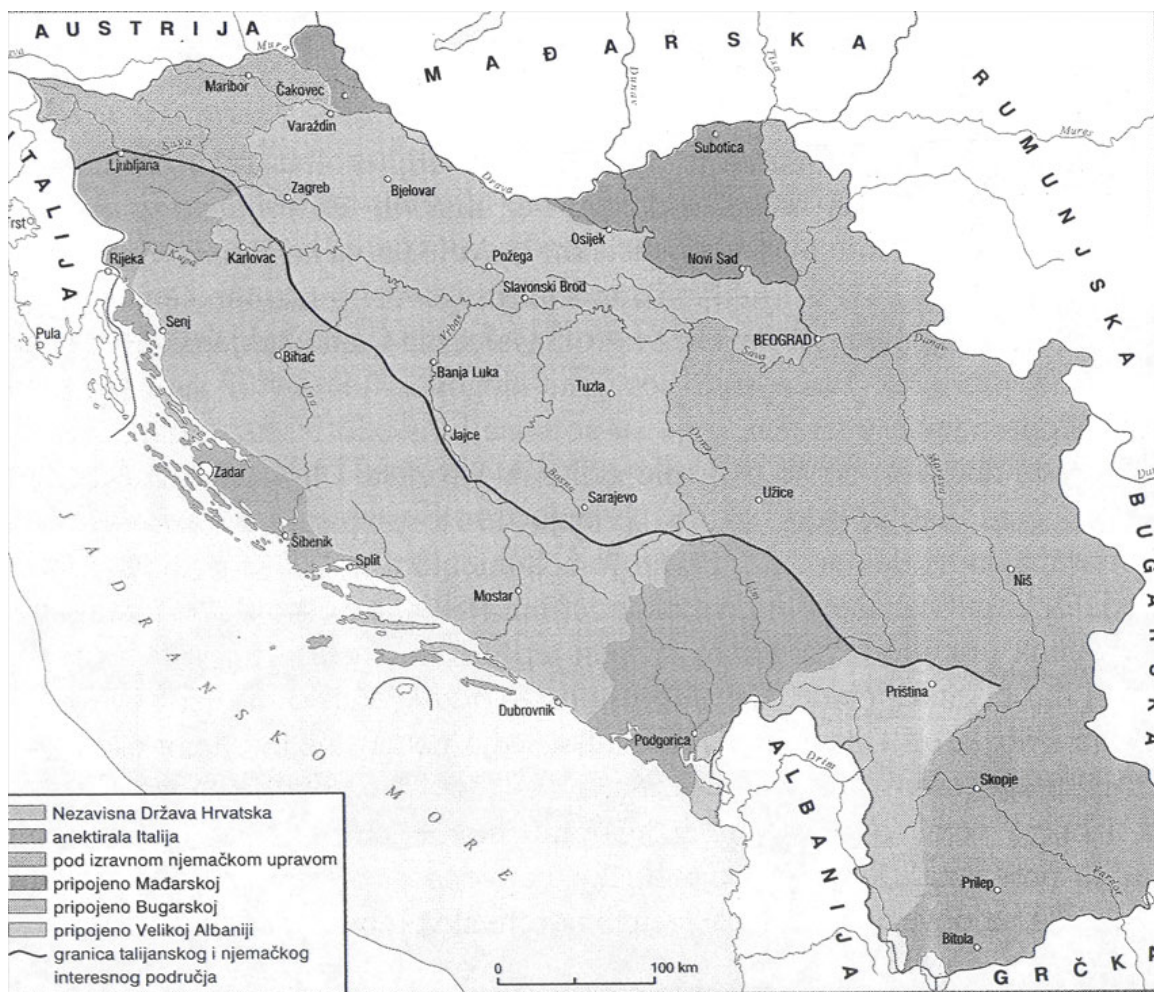 AUSTRIJA
MAĐARSKA
RUMUNJSKA
ITALIJA
BUGARSKA
ALBANIJA
GRČKA
JADRANSKO MORE
Mura
Maribor
Čakovec
Varaždin
Dunav
Tisa
Mureș
Subotica
Ljubljana
Sava
Zagreb
Bjelovar
Drava
Osijek
Novi Sad
Trst
Rijeka
Kupa
Karlovac
Požega
Slavonski Brod
Pula
Senj
Bihać
Una
Vrbas
Banja Luka
Tuzla
Sava
BEOGRAD
Dunav
Jajce
Bosna
Drina
Morava
Zadar
Sarajevo
Užice
Šibenik
Split
Mostar
Lim
Niš
Dubrovnik
Podgorica
Priština
Drim
Skopje
Prilep
Vardar
Bitola
Nezavisna Država Hrvatska
anektirala Italija
pod izravnom njemačkom upravom
pripojeno Mađarskoj
pripojeno Bugarskoj
pripojeno Velikoj Albaniji
granica talijanskog i njemačkog
interesnog područja
0 100 km